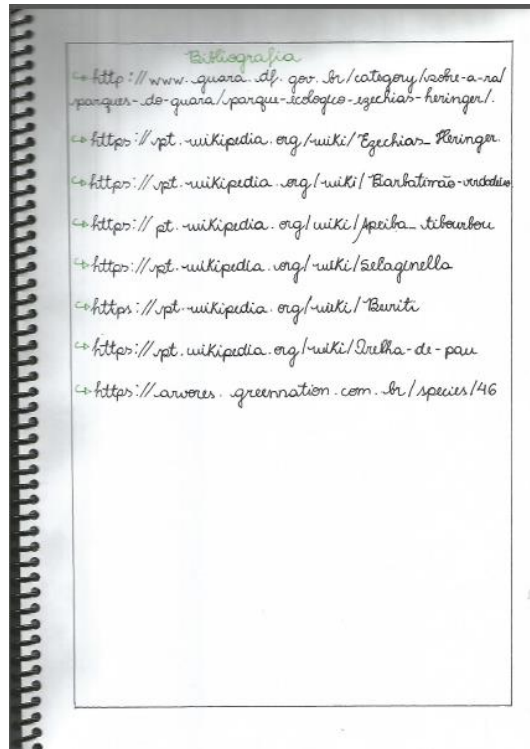 Bibliografia
↳ http://www.guara.df.gov.br/category/sobre-a-ra/
parques-do-guara/parque-ecologico-ezechias-heringer/.
↳ https://pt.wikipedia.org/wiki/Ezechias_Heringer.
↳ https://pt.wikipedia.org/wiki/Barbatimão-verdadeiro
↳ https://pt.wikipedia.org/wiki/Apeiba_tibourbou
↳ https://pt.wikipedia.org/wiki/Selaginella
↳ https://pt.wikipedia.org/wiki/Buriti
↳ https://pt.wikipedia.org/wiki/Orelha-de-pau
↳ https://arvores.greennation.com.br/species/46